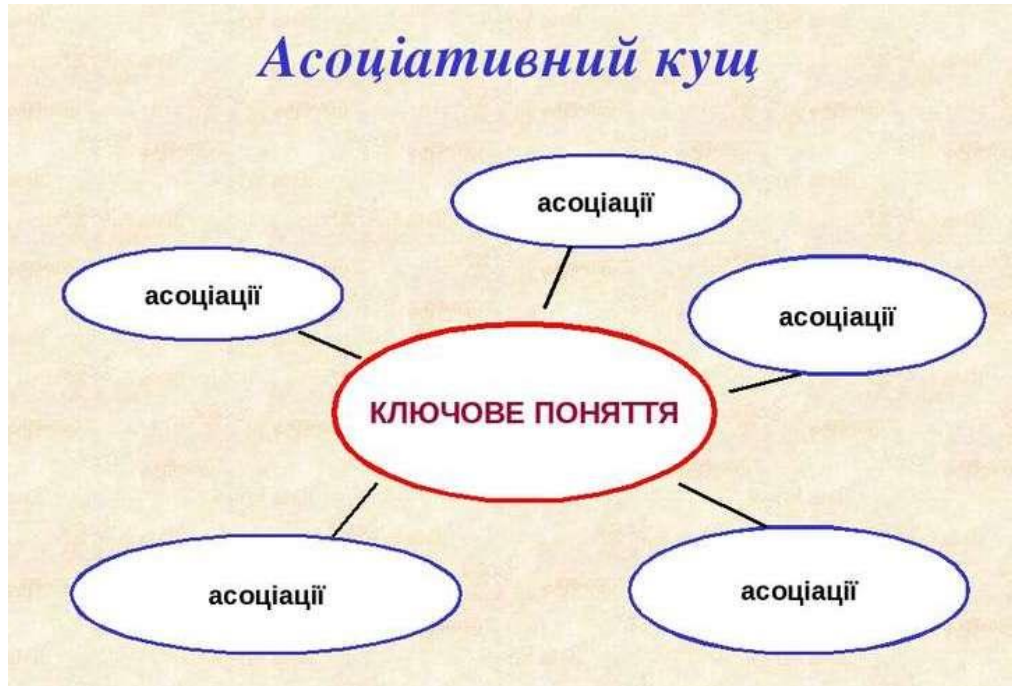 Асоціативний кущ
асоціації
асоціації
асоціації
КЛЮЧОВЕ ПОНЯТТЯ
асоціації
асоціації